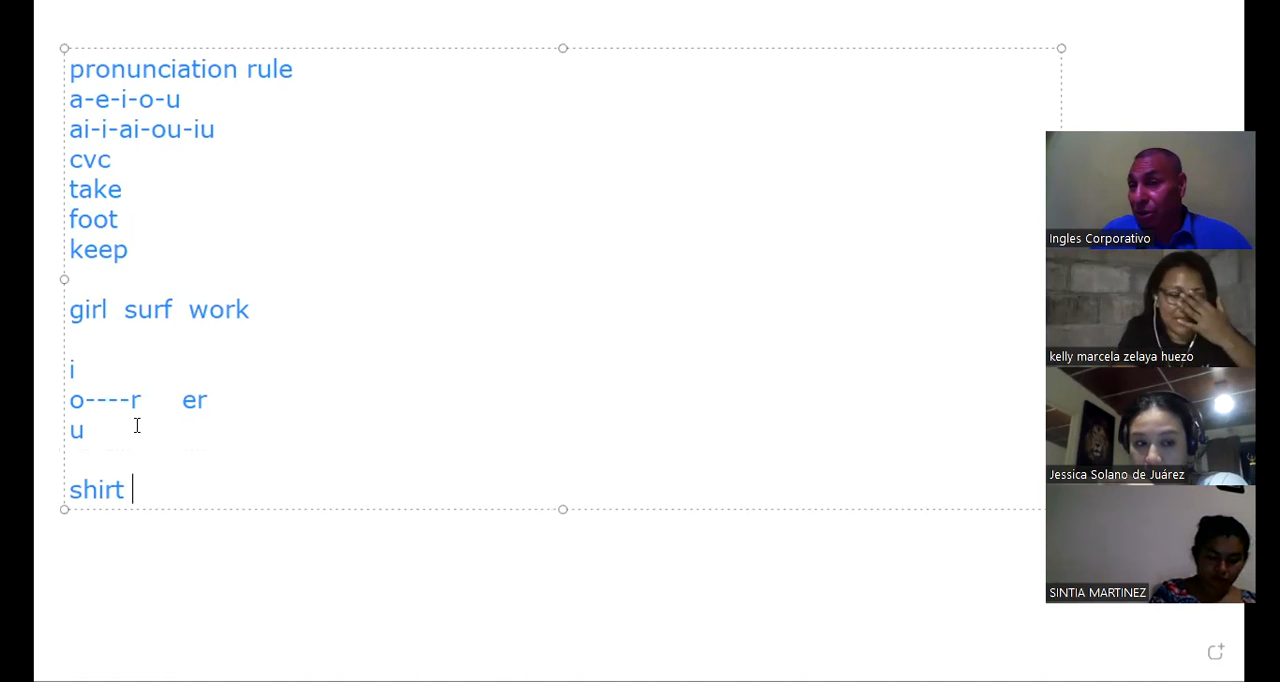 pronunciation rule
a-e-i-o-u
ai-i-ai-ou-iu
cvc
take
foot
keep
girl surf work
i
o----r er
u
shirt
Ingles Corporativo
kelly marcela zelaya huezo
Jessica Solano de Juárez
SINTIA MARTINEZ